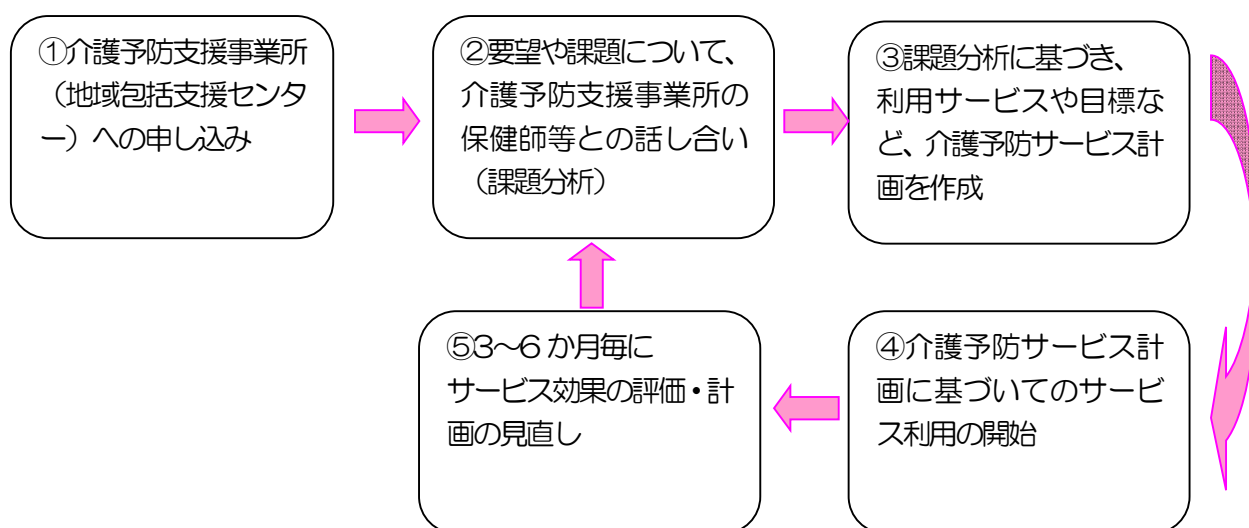 ①介護予防支援事業所
（地域包括支援センタ
ー）への申し込み
②要望や課題について、
介護予防支援事業所の
保健師等との話し合い
（課題分析）
③課題分析に基づき、
利用サービスや目標な
ど、介護予防サービス計
画を作成
④介護予防サービス計
画に基づいてのサービ
ス利用の開始
⑤3～6か月毎に
サービス効果の評価・計
画の見直し